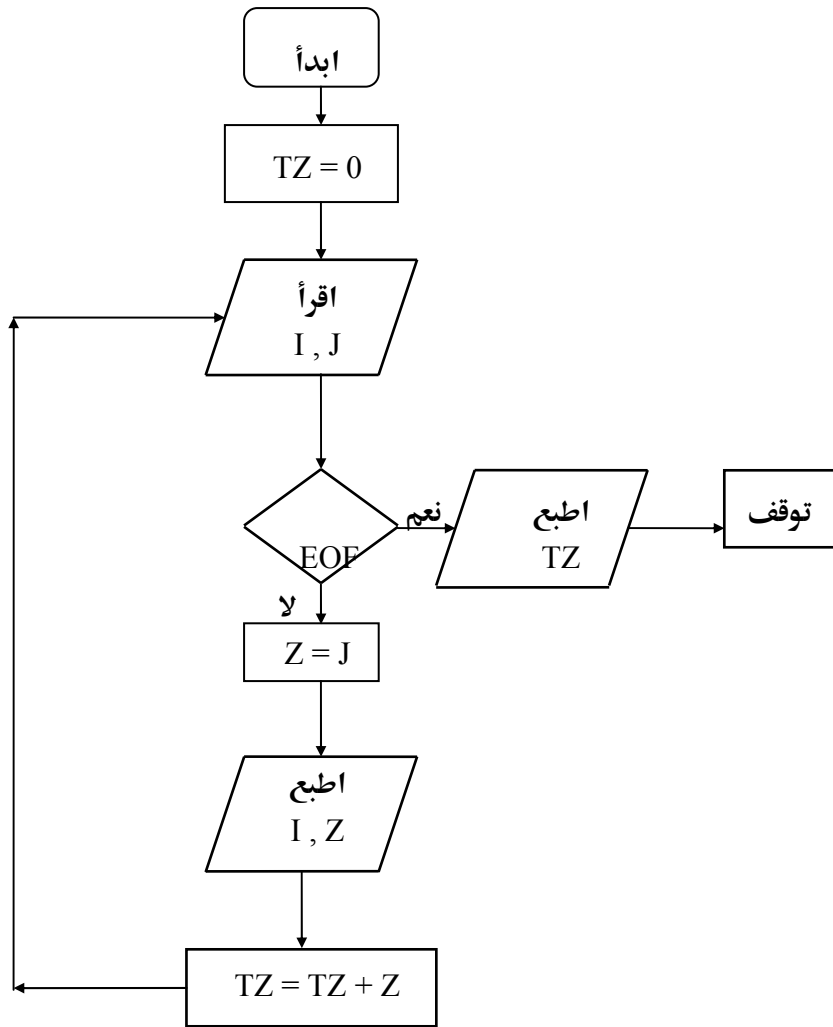 ابدأ
TZ = 0
اقرأ
I , J
EOF
نعم
اطبع
TZ
توقف
لا
Z = J
اطبع
I , Z
TZ = TZ + Z